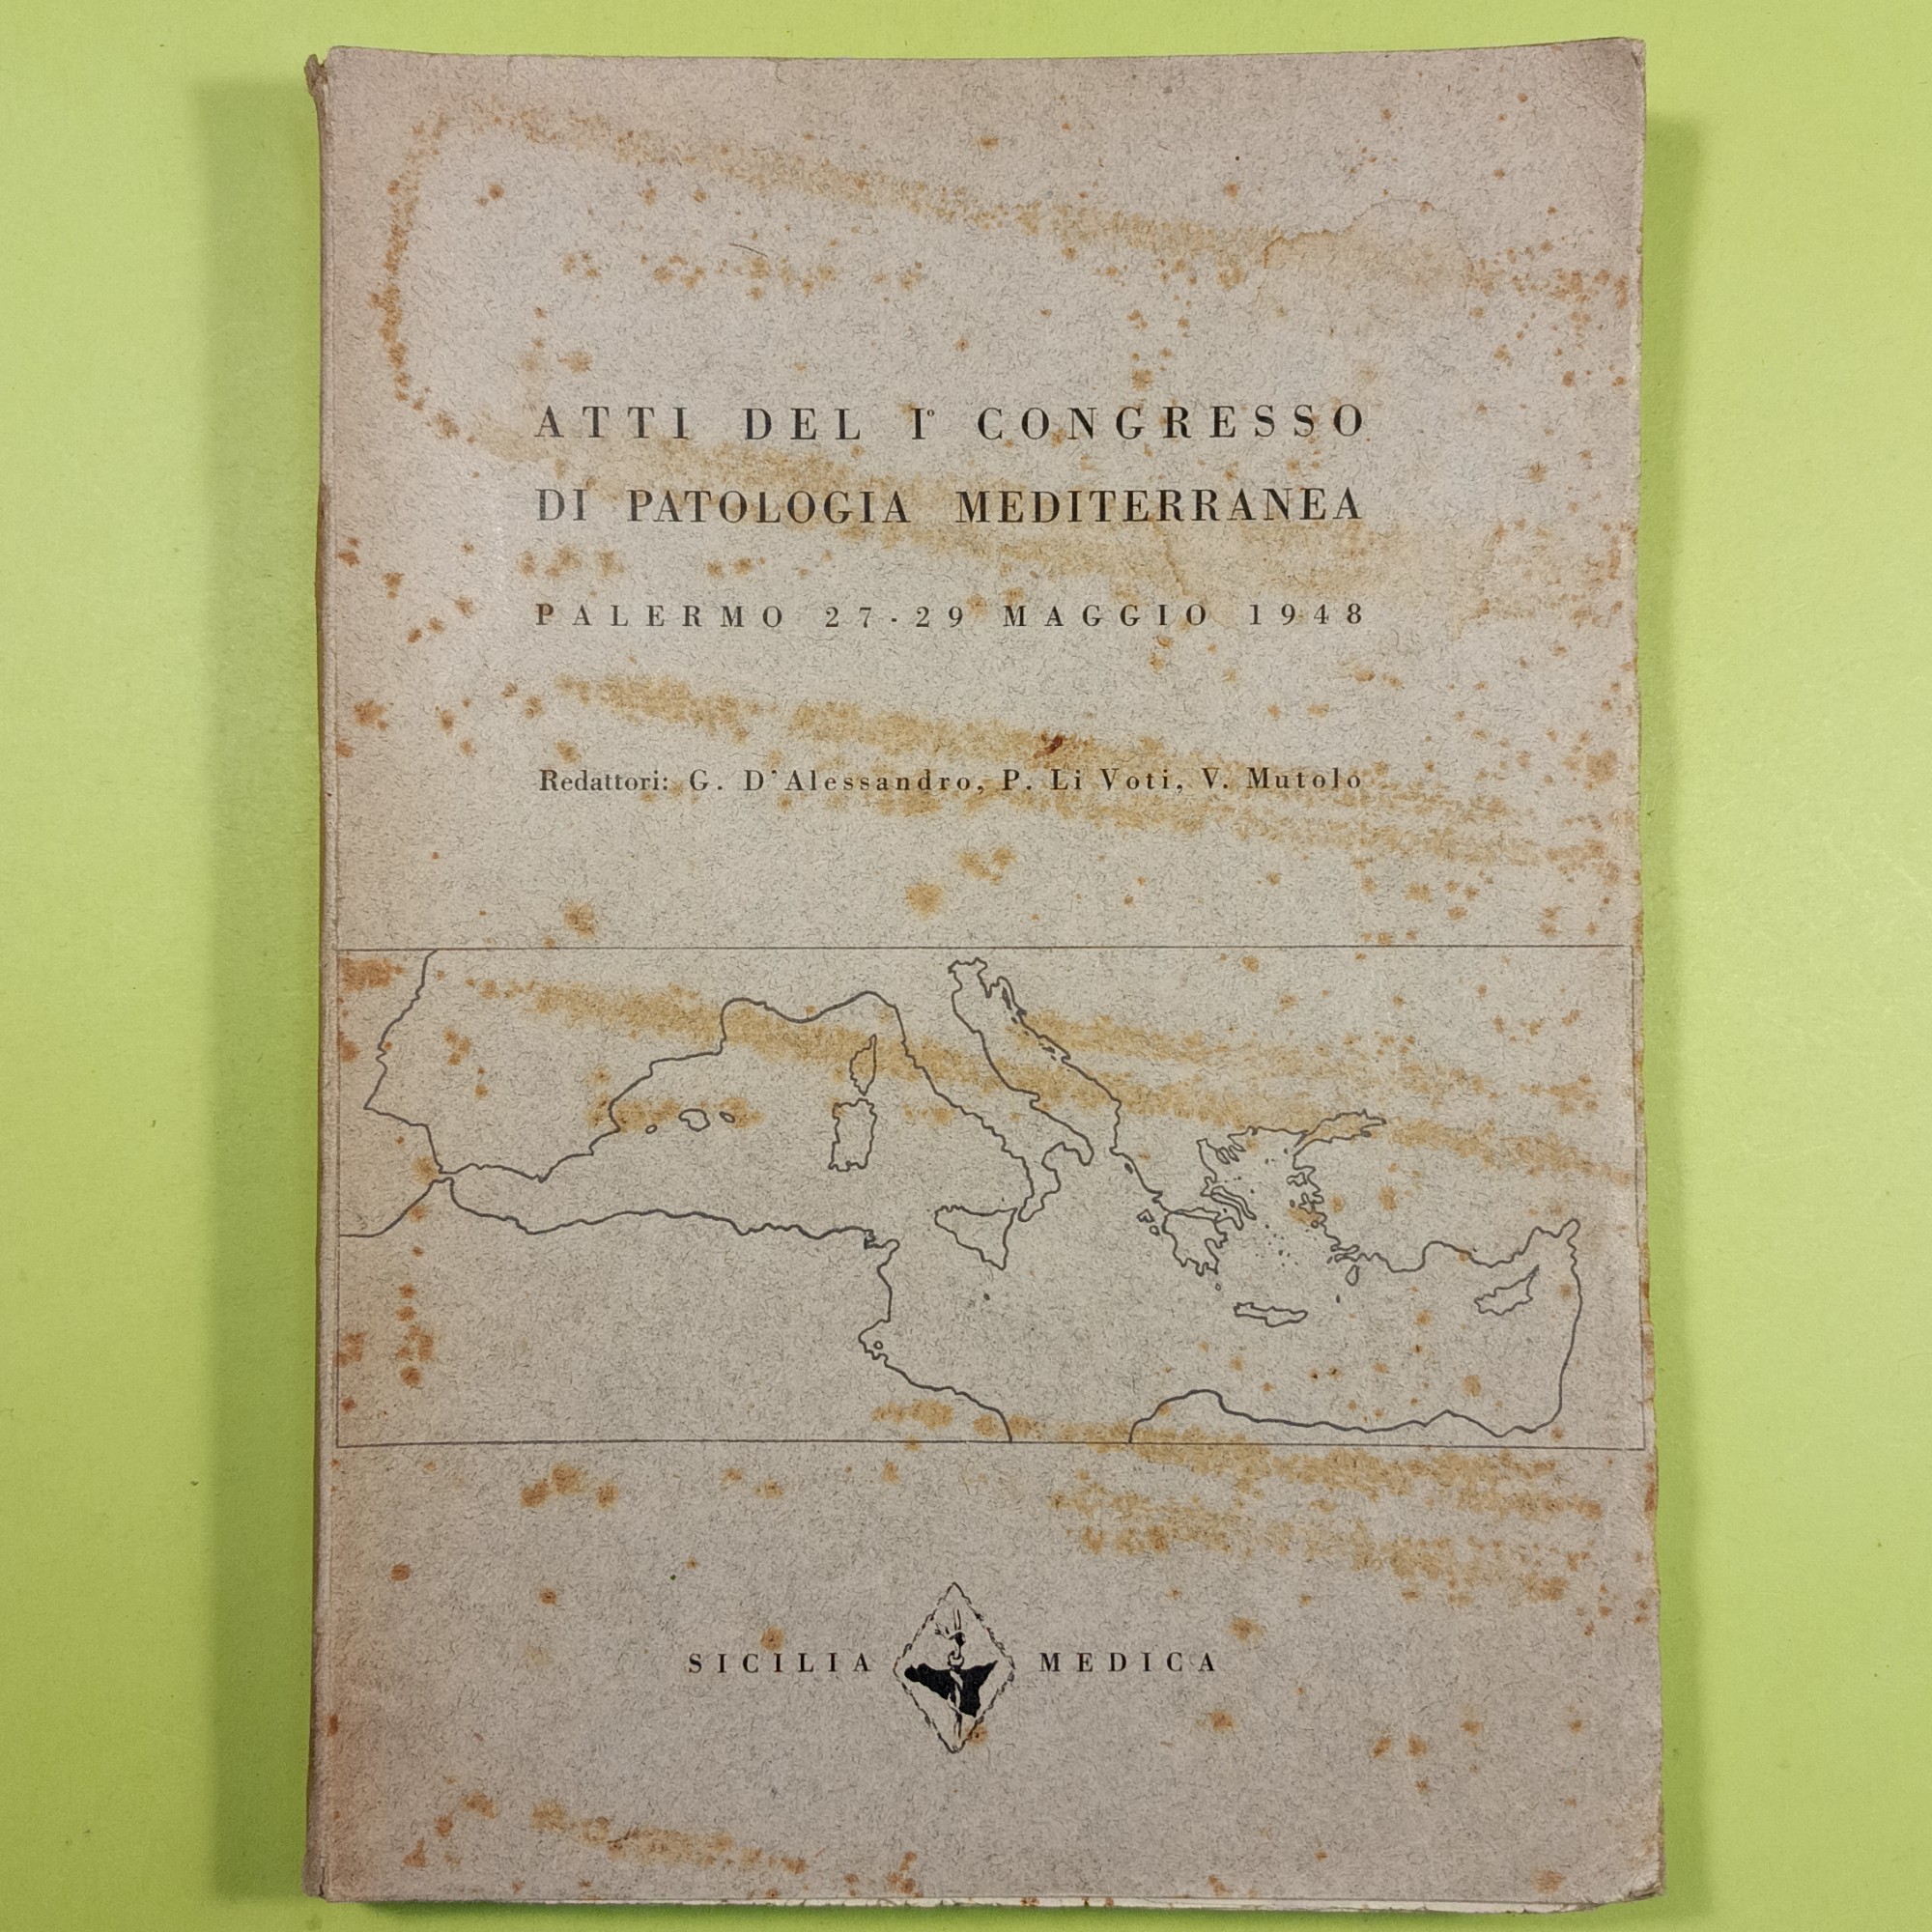 ATTI DEL I° CONGRESSO
DI PATOLOGIA MEDITERRANEA
PALERMO 27-29 MAGGIO 1948
Redattori: G. D'Alessandro, P. Li Voti, V. Mutolo
SICILIA MEDICA